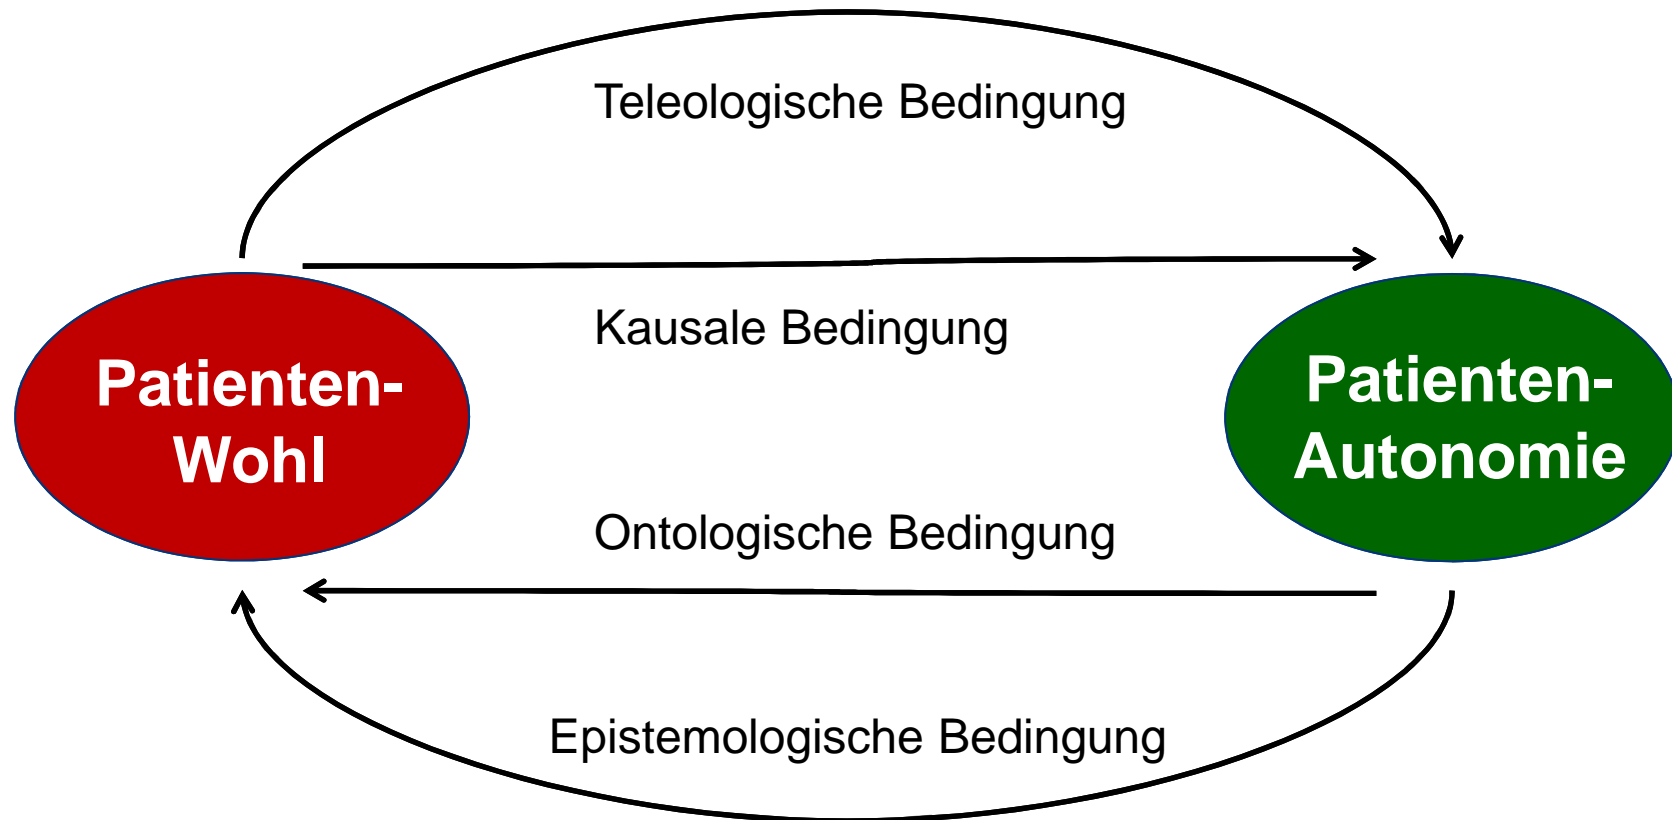 Teleologische Bedingung
Kausale Bedingung
Patienten-
Wohl
Patienten-
Autonomie
Ontologische Bedingung
Epistemologische Bedingung